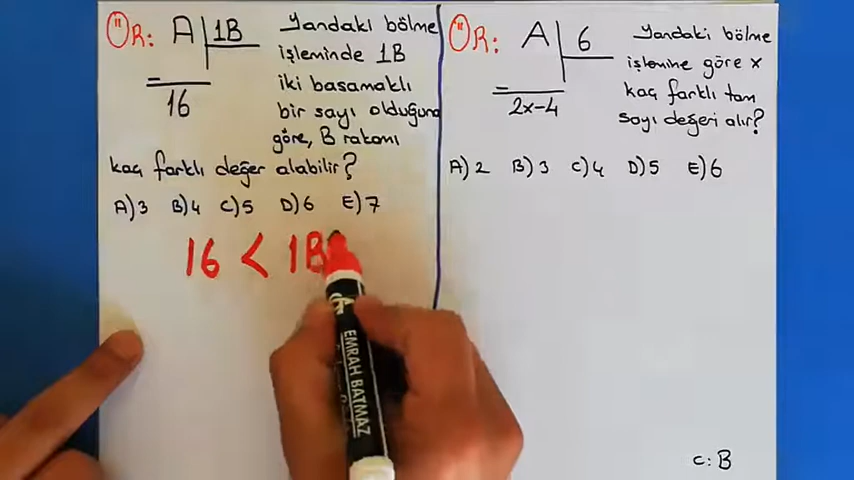 ÖR: A 1B
16
Yandaki bölme
işleminde 1B
iki basamaklı
bir sayı olduğuna
göre, B rakamı
kaç farklı değer alabilir?
A)3 B)4 C)5 D)6 E)7
16 < 1B
ÖR: A 6
2x-4
Yandaki bölme
işlemine göre x
kaç farklı tam
sayı değeri alır?
A)2 B)3 C)4 D)5 E)6
C: B
EMRAH BATMAZ